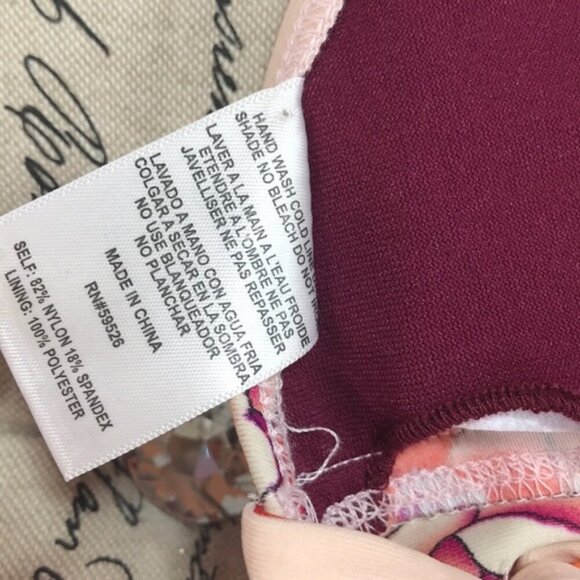 HAND WASH COLD LINE
SHADE NO BLEACH DO NOT IRO
LAVER A LA MAIN A L'EAU FROIDE
ETENDRE A L'OMBRE NE PAS
JAVELLISER NE PAS REPASSER
LAVADO A MANO CON AGUA FRIA
COLGAR A SECAR EN LA SOMBRA
NO USE BLANQUEADOR
NO PLANCHAR
MADE IN CHINA
RN#59526
SELF: 82% NYLON 18% SPANDEX
LINING: 100% POLYESTER